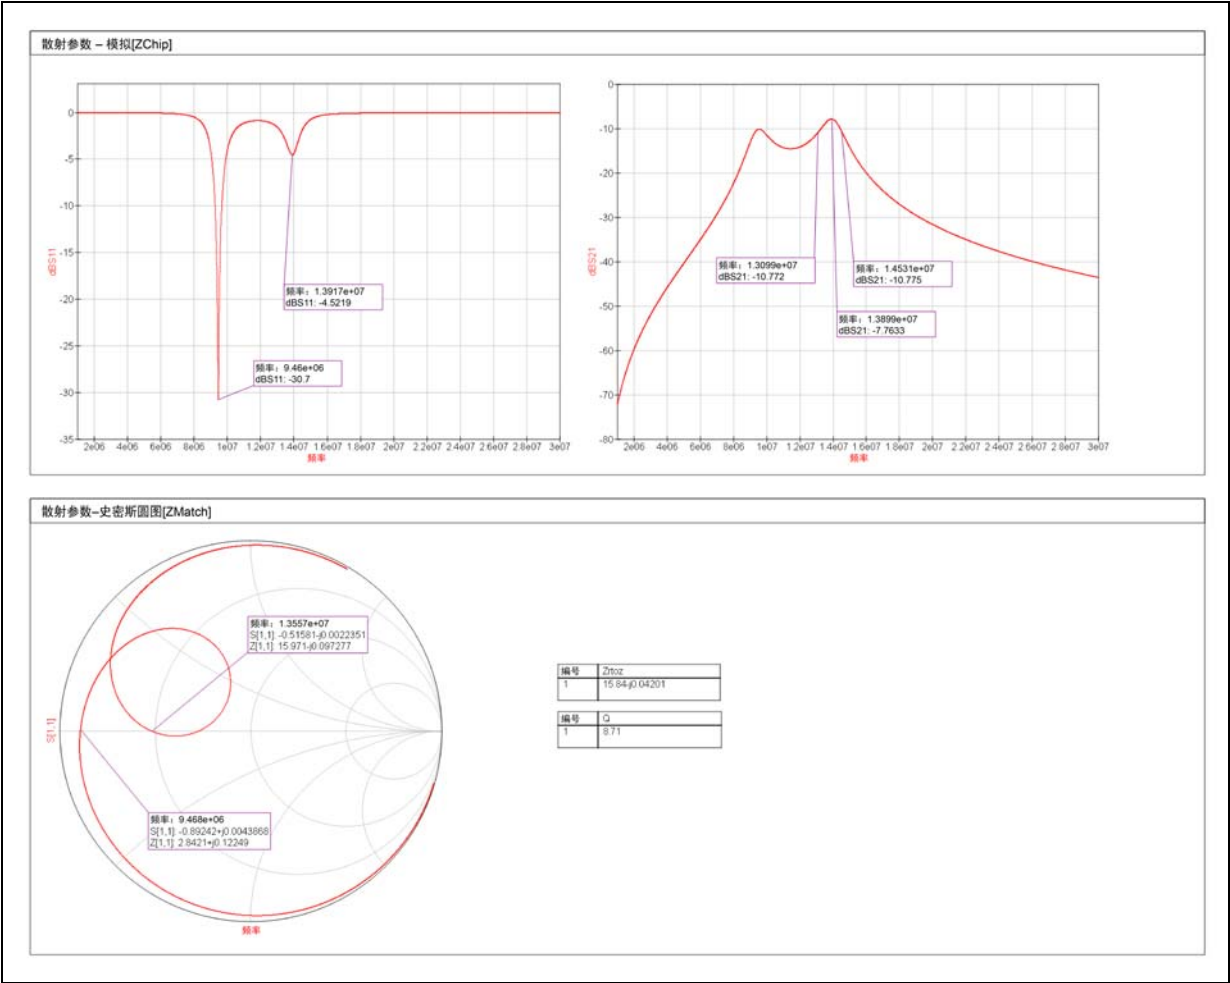 散射参数 – 模拟[ZChip]
0
-5
-10
-15
-20
-25
-30
-35
dBS11
2e06 4e06 6e06 8e06 1e07 1.2e07 1.4e07 1.6e07 1.8e07 2e07 2.2e07 2.4e07 2.6e07 2.8e07 3e07
频率
频率：1.3917e+07
dBS11: -4.5219
频率：9.46e+06
dBS11: -30.7
0
-10
-20
-30
-40
-50
-60
-70
-80
dBS21
2e06 4e06 6e06 8e06 1e07 1.2e07 1.4e07 1.6e07 1.8e07 2e07 2.2e07 2.4e07 2.6e07 2.8e07 3e07
频率
频率：1.3099e+07
dBS21: -10.772
频率：1.4531e+07
dBS21: -10.775
频率：1.3899e+07
dBS21: -7.7633
散射参数–史密斯圆图[ZMatch]
S[1,1]
频率：1.3557e+07
S[1,1]: -0.51581-j0.0022351
Z[1,1]: 15.971-j0.097277
频率：9.468e+06
S[1,1]: -0.89242+j0.0043868
Z[1,1]: 2.8421+j0.12249
频率
编号 Zrtoz
1 15.84-j0.04201
编号 Q
1 8.71